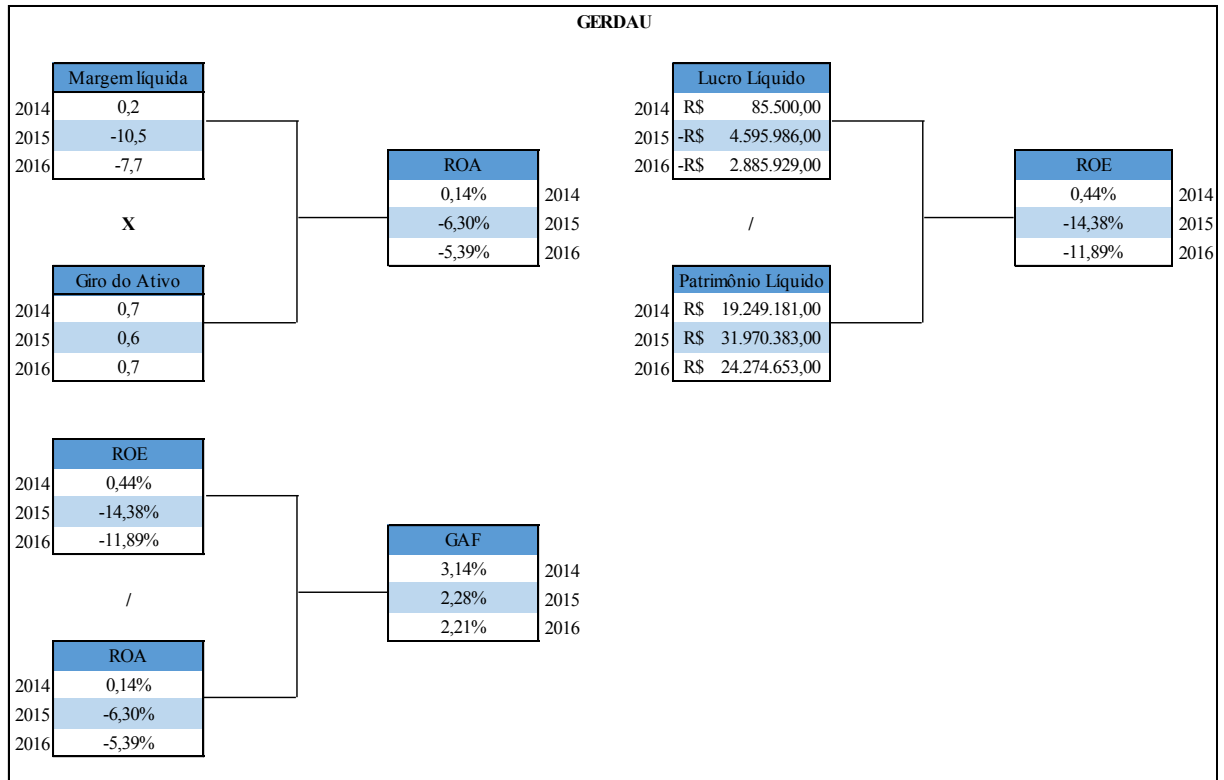 GERDAU
Margem líquida
2014 0,2
2015 -10,5
2016 -7,7
X
Giro do Ativo
2014 0,7
2015 0,6
2016 0,7
ROA
0,14% 2014
-6,30% 2015
-5,39% 2016
Lucro Líquido
2014 R$ 85.500,00
2015 -R$ 4.595.986,00
2016 -R$ 2.885.929,00
/
Patrimônio Líquido
2014 R$ 19.249.181,00
2015 R$ 31.970.383,00
2016 R$ 24.274.653,00
ROE
0,44% 2014
-14,38% 2015
-11,89% 2016
ROE
2014 0,44%
2015 -14,38%
2016 -11,89%
/
ROA
2014 0,14%
2015 -6,30%
2016 -5,39%
GAF
3,14% 2014
2,28% 2015
2,21% 2016